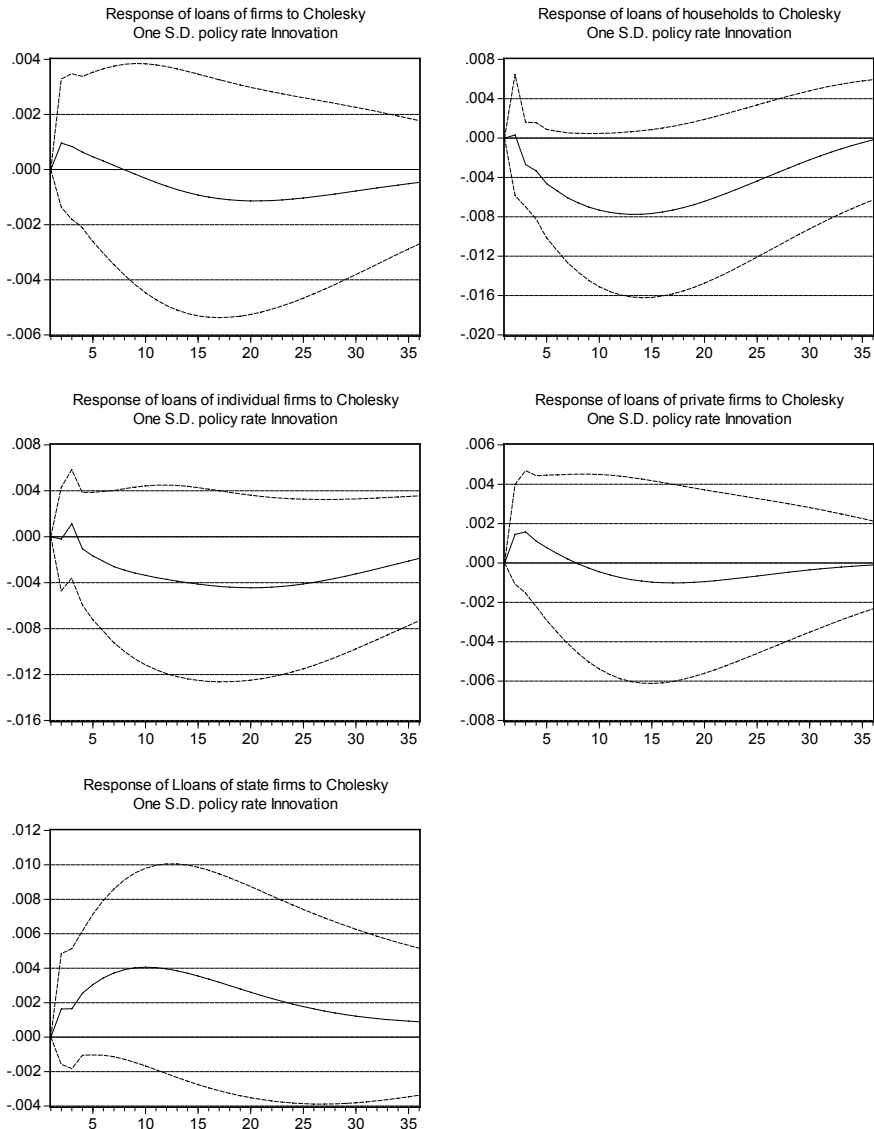 Response of loans of firms to Cholesky
One S.D. policy rate Innovation
.004
.002
.000
-.002
-.004
-.006
5 10 15 20 25 30 35
Response of loans of households to Cholesky
One S.D. policy rate Innovation
.008
.004
.000
-.004
-.008
-.012
-.016
-.020
5 10 15 20 25 30 35
Response of loans of individual firms to Cholesky
One S.D. policy rate Innovation
.008
.004
.000
-.004
-.008
-.012
-.016
5 10 15 20 25 30 35
Response of loans of private firms to Cholesky
One S.D. policy rate Innovation
.006
.004
.002
.000
-.002
-.004
-.006
-.008
5 10 15 20 25 30 35
Response of Lloans of state firms to Cholesky
One S.D. policy rate Innovation
.012
.010
.008
.006
.004
.002
.000
-.002
-.004
5 10 15 20 25 30 35